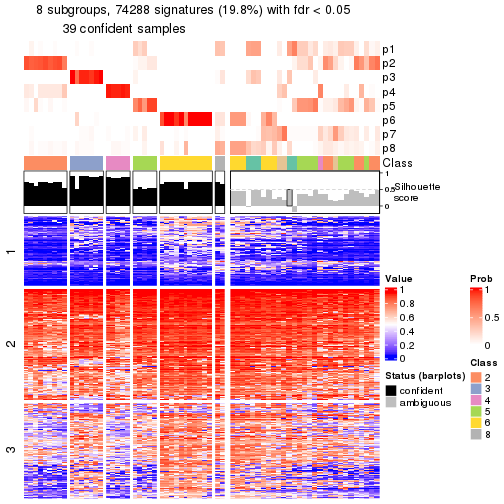 8 subgroups, 74288 signatures (19.8%) with fdr < 0.05
39 confident samples
p1
p2
p3
p4
p5
p6
p7
p8
Class
1
0.5
0
Silhouette
score
1
2
3
Value
1
0.8
0.6
0.4
0.2
0
Prob
1
0.5
0
Status (barplots)
confident
ambiguous
Class
2
3
4
5
6
8